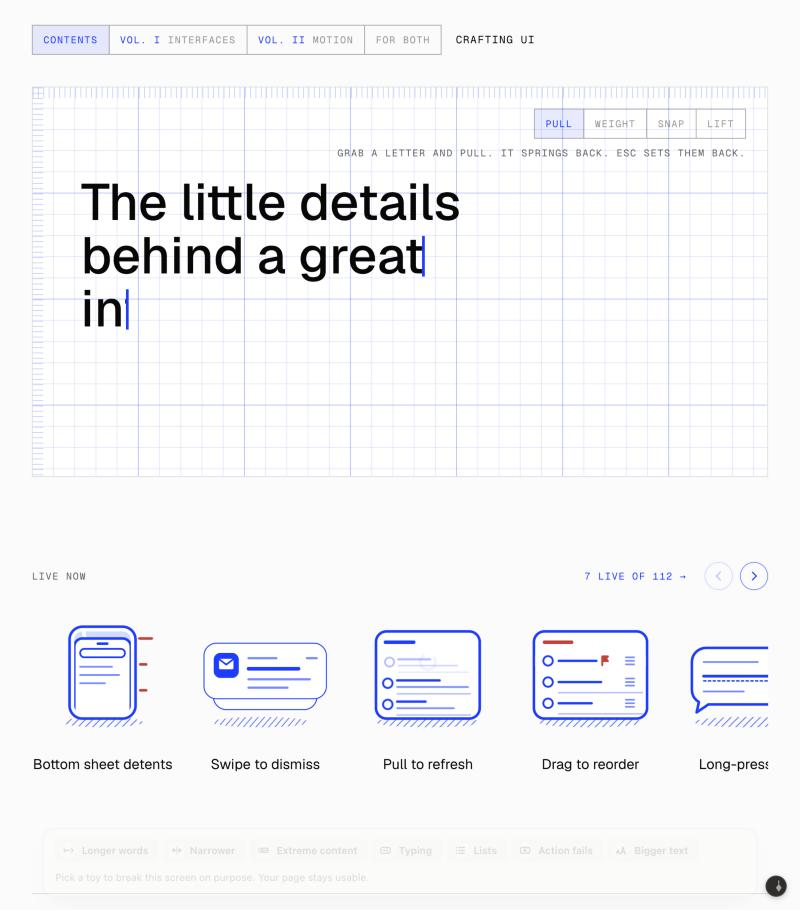 CONTENTS VOL. I INTERFACES VOL. II MOTION FOR BOTH CRAFTING UI
PULL WEIGHT SNAP LIFT
GRAB A LETTER AND PULL. IT SPRINGS BACK. ESC SETS THEM BACK.
The little details
behind a great
in
LIVE NOW 7 LIVE OF 112 →
Bottom sheet detents Swipe to dismiss Pull to refresh Drag to reorder Long-press
Longer words Narrower Extreme content Typing Lists Action fails Bigger text
Pick a toy to break this screen on purpose. Your page stays usable.